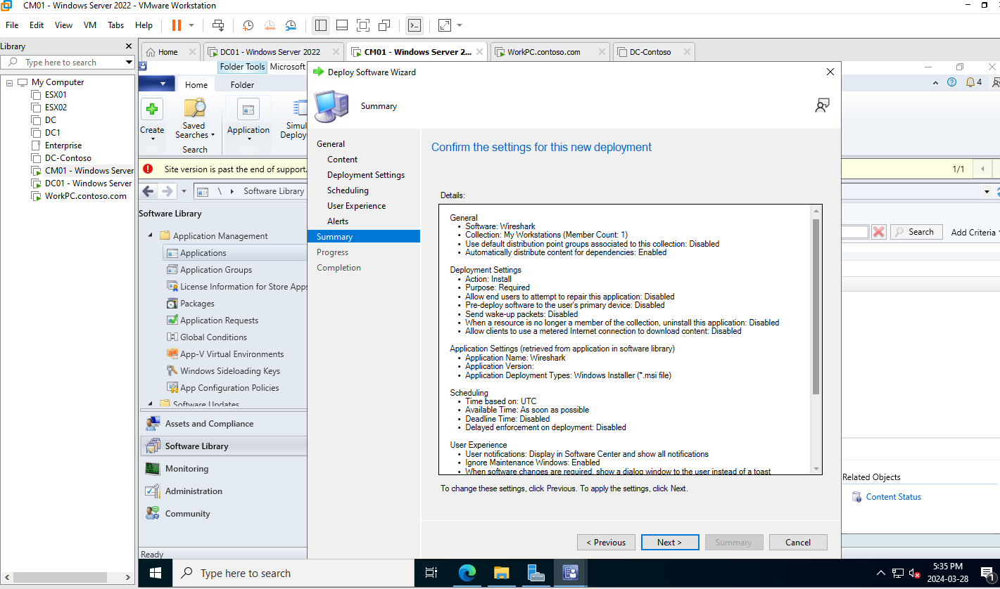 CM01 - Windows Server 2022 - VMware Workstation
File Edit View VM Tabs Help
Library
Type here to search
My Computer
ESX01
ESX02
DC
DC1
Enterprise
DC-Contoso
CM01 - Windows Server
DC01 - Windows Server
WorkPC.contoso.com
Home
DC01 - Windows Server 2022
CM01 - Windows Server 2...
WorkPC.contoso.com
DC-Contoso
Folder Tools Microsoft
Home Folder
4
Create
Saved
Searches
Search
Application
Simul
Deploy
Site version is past the end of support.
1/1
\ Software Library
Software Library
Application Management
Applications
Application Groups
License Information for Store Apps
Packages
Application Requests
Global Conditions
App-V Virtual Environments
Windows Sideloading Keys
App Configuration Policies
Software Updates
Assets and Compliance
Software Library
Monitoring
Administration
Community
Ready
Deploy Software Wizard
Summary
General
Content
Deployment Settings
Scheduling
User Experience
Alerts
Summary
Progress
Completion
Confirm the settings for this new deployment
Details:
General
• Software: Wireshark
• Collection: My Workstations (Member Count: 1)
• Use default distribution point groups associated to this collection: Disabled
• Automatically distribute content for dependencies: Enabled
Deployment Settings
• Action: Install
• Purpose: Required
• Allow end users to attempt to repair this application: Disabled
• Pre-deploy software to the user's primary device: Disabled
• Send wake-up packets: Disabled
• When a resource is no longer a member of the collection, uninstall this application: Disabled
• Allow clients to use a metered Internet connection to download content: Disabled
Application Settings (retrieved from application in software library)
• Application Name: Wireshark
• Application Version:
• Application Deployment Types: Windows Installer (*.msi file)
Scheduling
• Time based on: UTC
• Available Time: As soon as possible
• Deadline Time: Disabled
• Delayed enforcement on deployment: Disabled
User Experience
• User notifications: Display in Software Center and show all notifications
• Ignore Maintenance Windows: Enabled
• When software changes are required, show a dialog window to the user instead of a toast
To change these settings, click Previous. To apply the settings, click Next.
< Previous Next > Summary Cancel
Search Add Criteria
Related Objects
Content Status
Type here to search
5:35 PM
2024-03-28
1